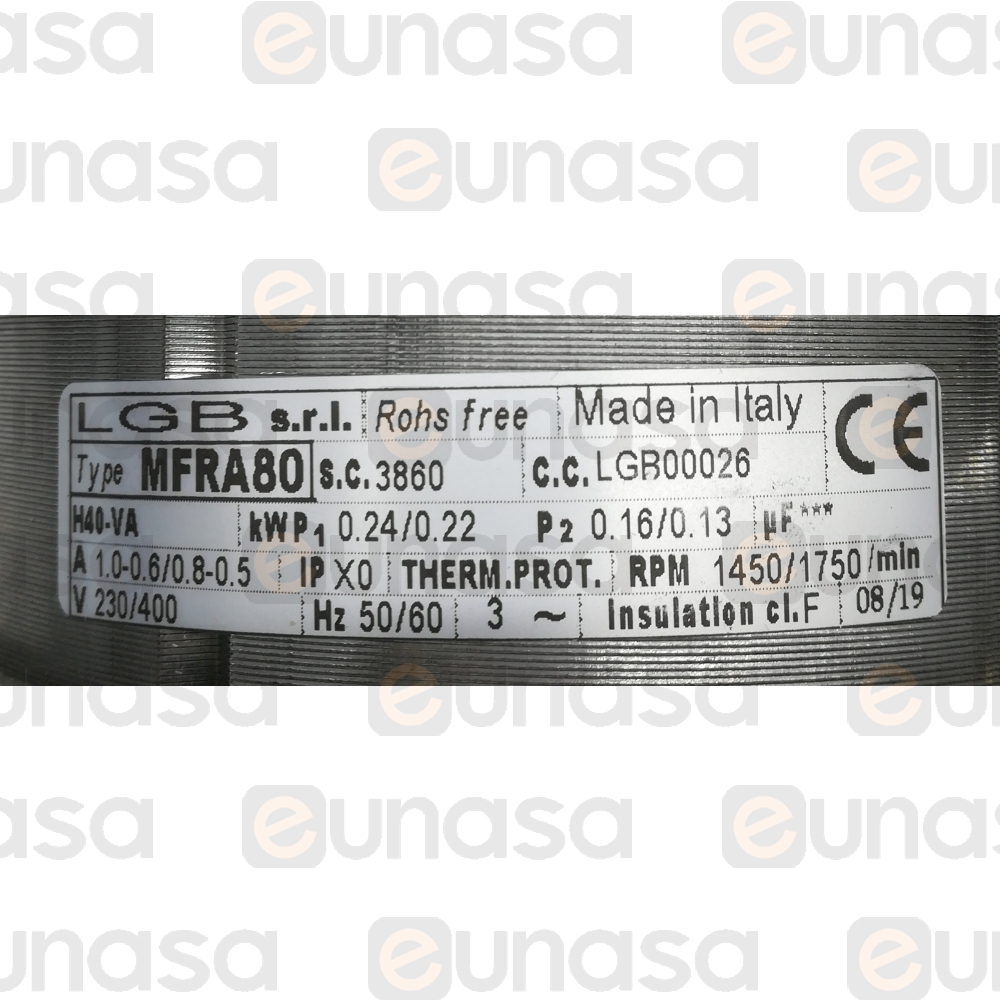 eunasa
LGB s.r.l. Rohs free Made in Italy CE
Type MFRA80 s.c. 3860 c.c. LGB00026
H40-VA kW P1 0.24/0.22 P2 0.16/0.13 µF ***
A 1.0-0.6/0.8-0.5 IP X0 THERM.PROT. RPM 1450/1750/min
V 230/400 Hz 50/60 3 ~ Insulation cl.F 08/19